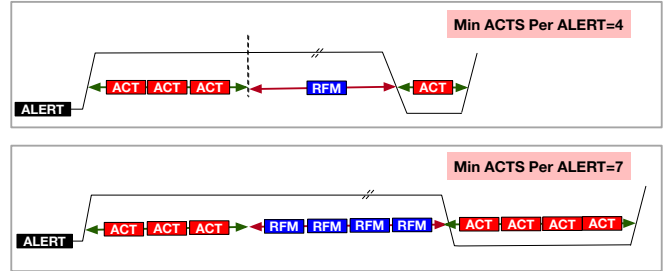 Min ACTS Per ALERT=4
ACT ACT ACT RFM ACT
ALERT
Min ACTS Per ALERT=7
ACT ACT ACT RFM RFM RFM RFM ACT ACT ACT ACT
ALERT